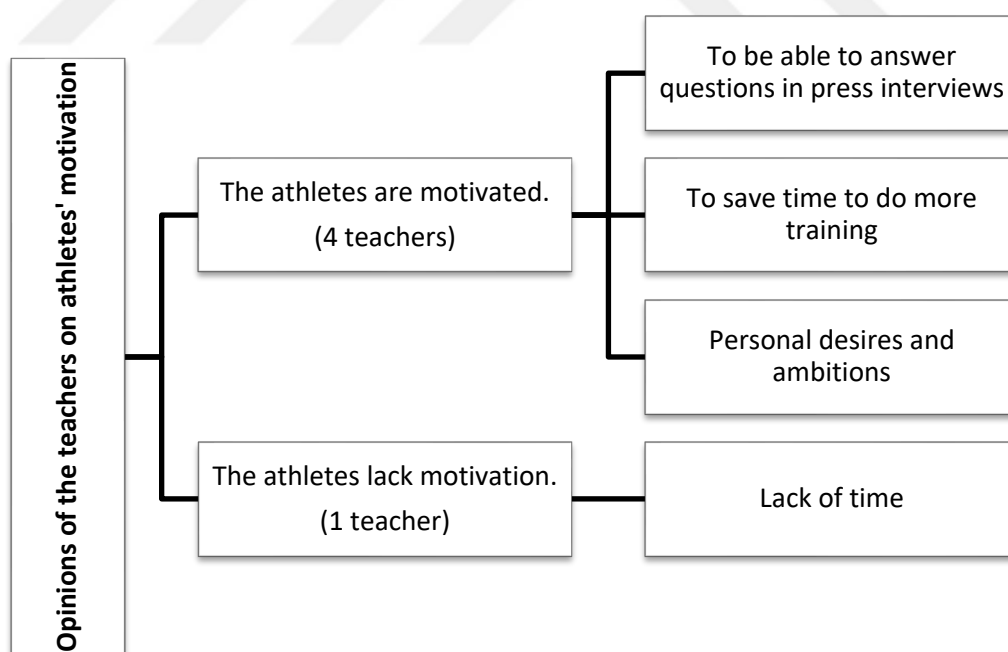 Opinions of the teachers on athletes' motivation
The athletes are motivated.
(4 teachers)
To be able to answer
questions in press interviews
To save time to do more
training
Personal desires and
ambitions
The athletes lack motivation.
(1 teacher)
Lack of time